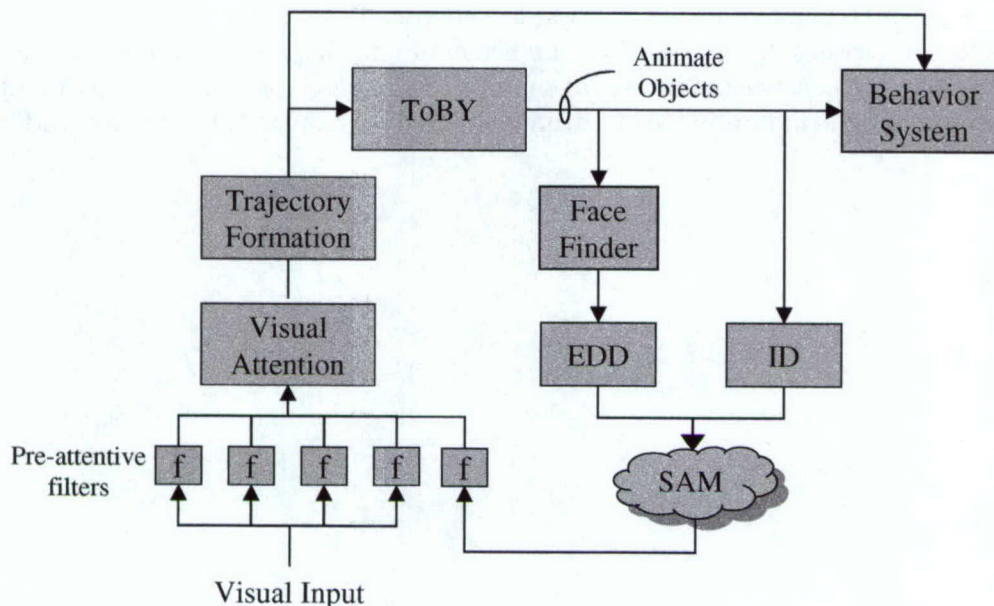 Animate
Objects
ToBY
Behavior
System
Trajectory
Formation
Face
Finder
Visual
Attention
EDD
ID
Pre-attentive
filters
f f f f f
SAM
Visual Input